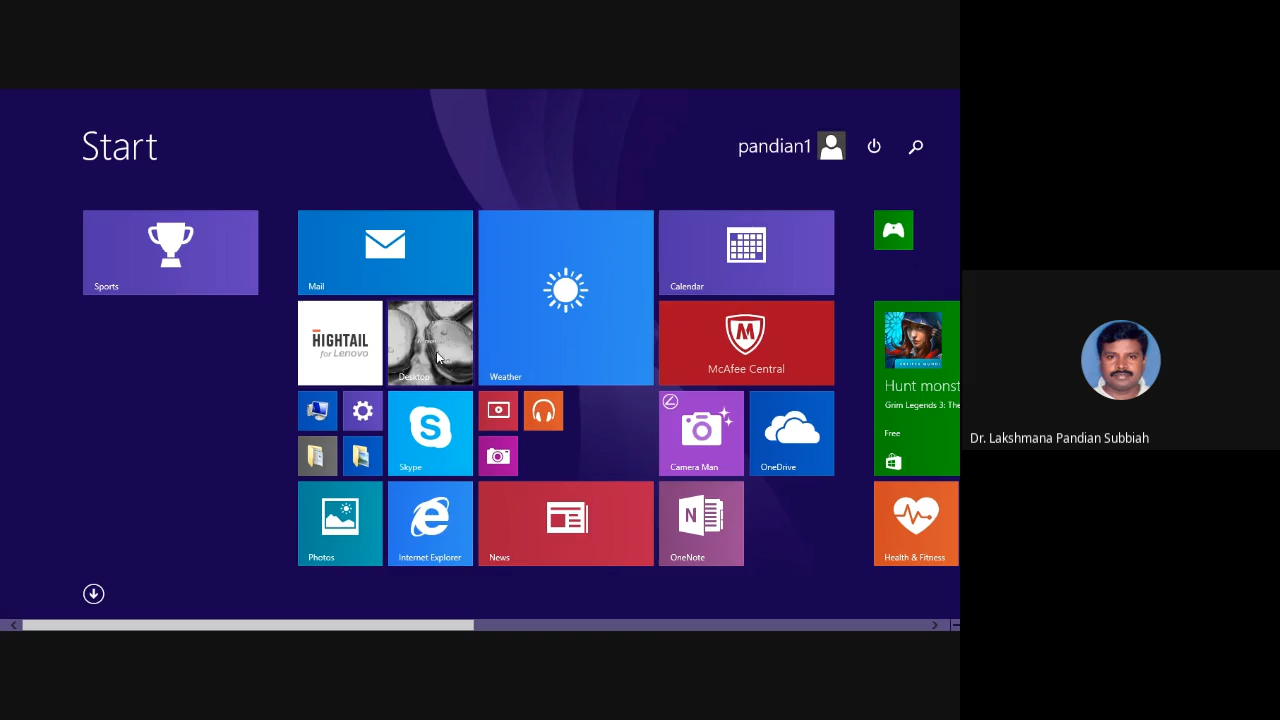 Start
pandian1
Sports
Mail
Calendar
HIGHTAIL
for Lenovo
Desktop
Weather
McAfee Central
Hunt monst
Grim Legends 3: The
Free
Skype
Camera Man
OneDrive
Photos
Internet Explorer
News
N
OneNote
Health & Fitness
Dr. Lakshmana Pandian Subbiah